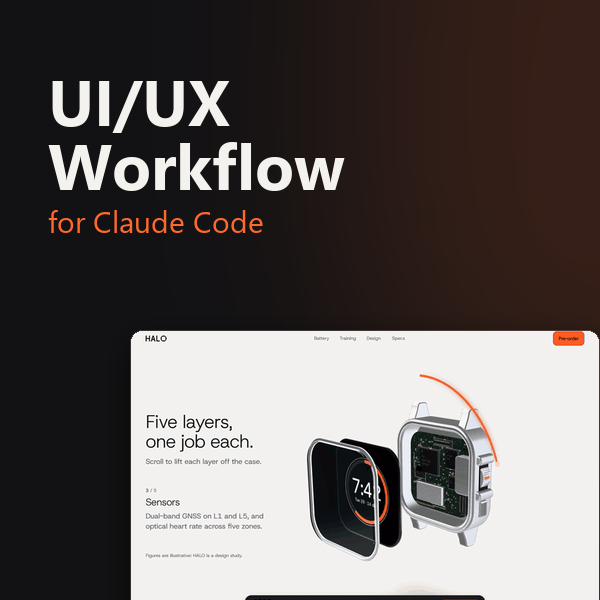 UI/UX
Workflow
for Claude Code
HALO
Battery Training Design Specs
Pre-order
Five layers,
one job each.
Scroll to lift each layer off the case.
3 / 5
Sensors
Dual-band GNSS on L1 and L5, and
optical heart rate across five zones.
Figures are illustrative: HALO is a design study.